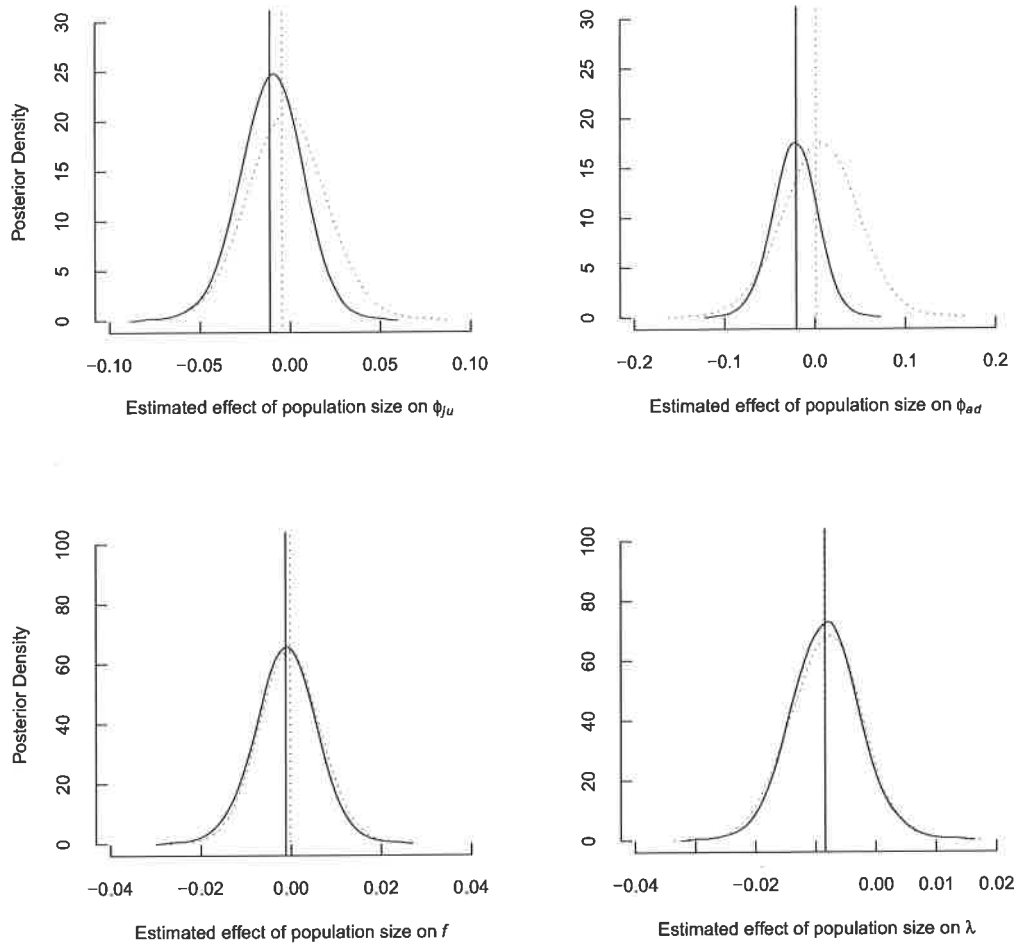 30
25
20
15
10
5
0
Posterior Density
−0.10 −0.05 0.00 0.05 0.10
Estimated effect of population size on ϕju
30
25
20
15
10
5
0
−0.2 −0.1 0.0 0.1 0.2
Estimated effect of population size on ϕad
100
80
60
40
20
0
Posterior Density
−0.04 −0.02 0.00 0.02 0.04
Estimated effect of population size on f
100
80
60
40
20
0
−0.04 −0.02 0.00 0.01 0.02
Estimated effect of population size on λ